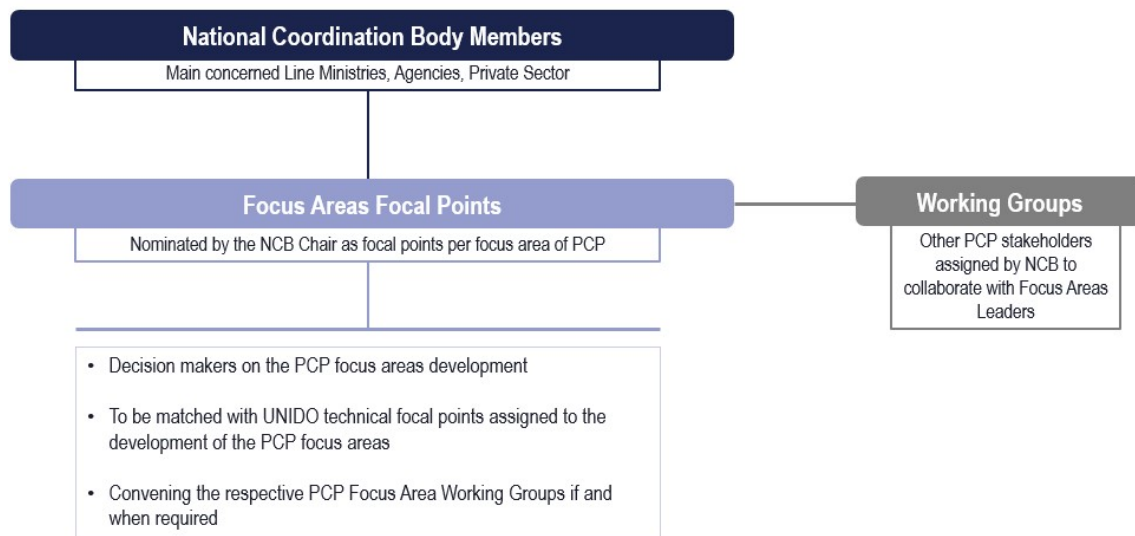 National Coordination Body Members
Main concerned Line Ministries, Agencies, Private Sector
Focus Areas Focal Points
Nominated by the NCB Chair as focal points per focus area of PCP
Working Groups
Other PCP stakeholders
assigned by NCB to
collaborate with Focus Areas
Leaders
• Decision makers on the PCP focus areas development
• To be matched with UNIDO technical focal points assigned to the
development of the PCP focus areas
• Convening the respective PCP Focus Area Working Groups if and
when required